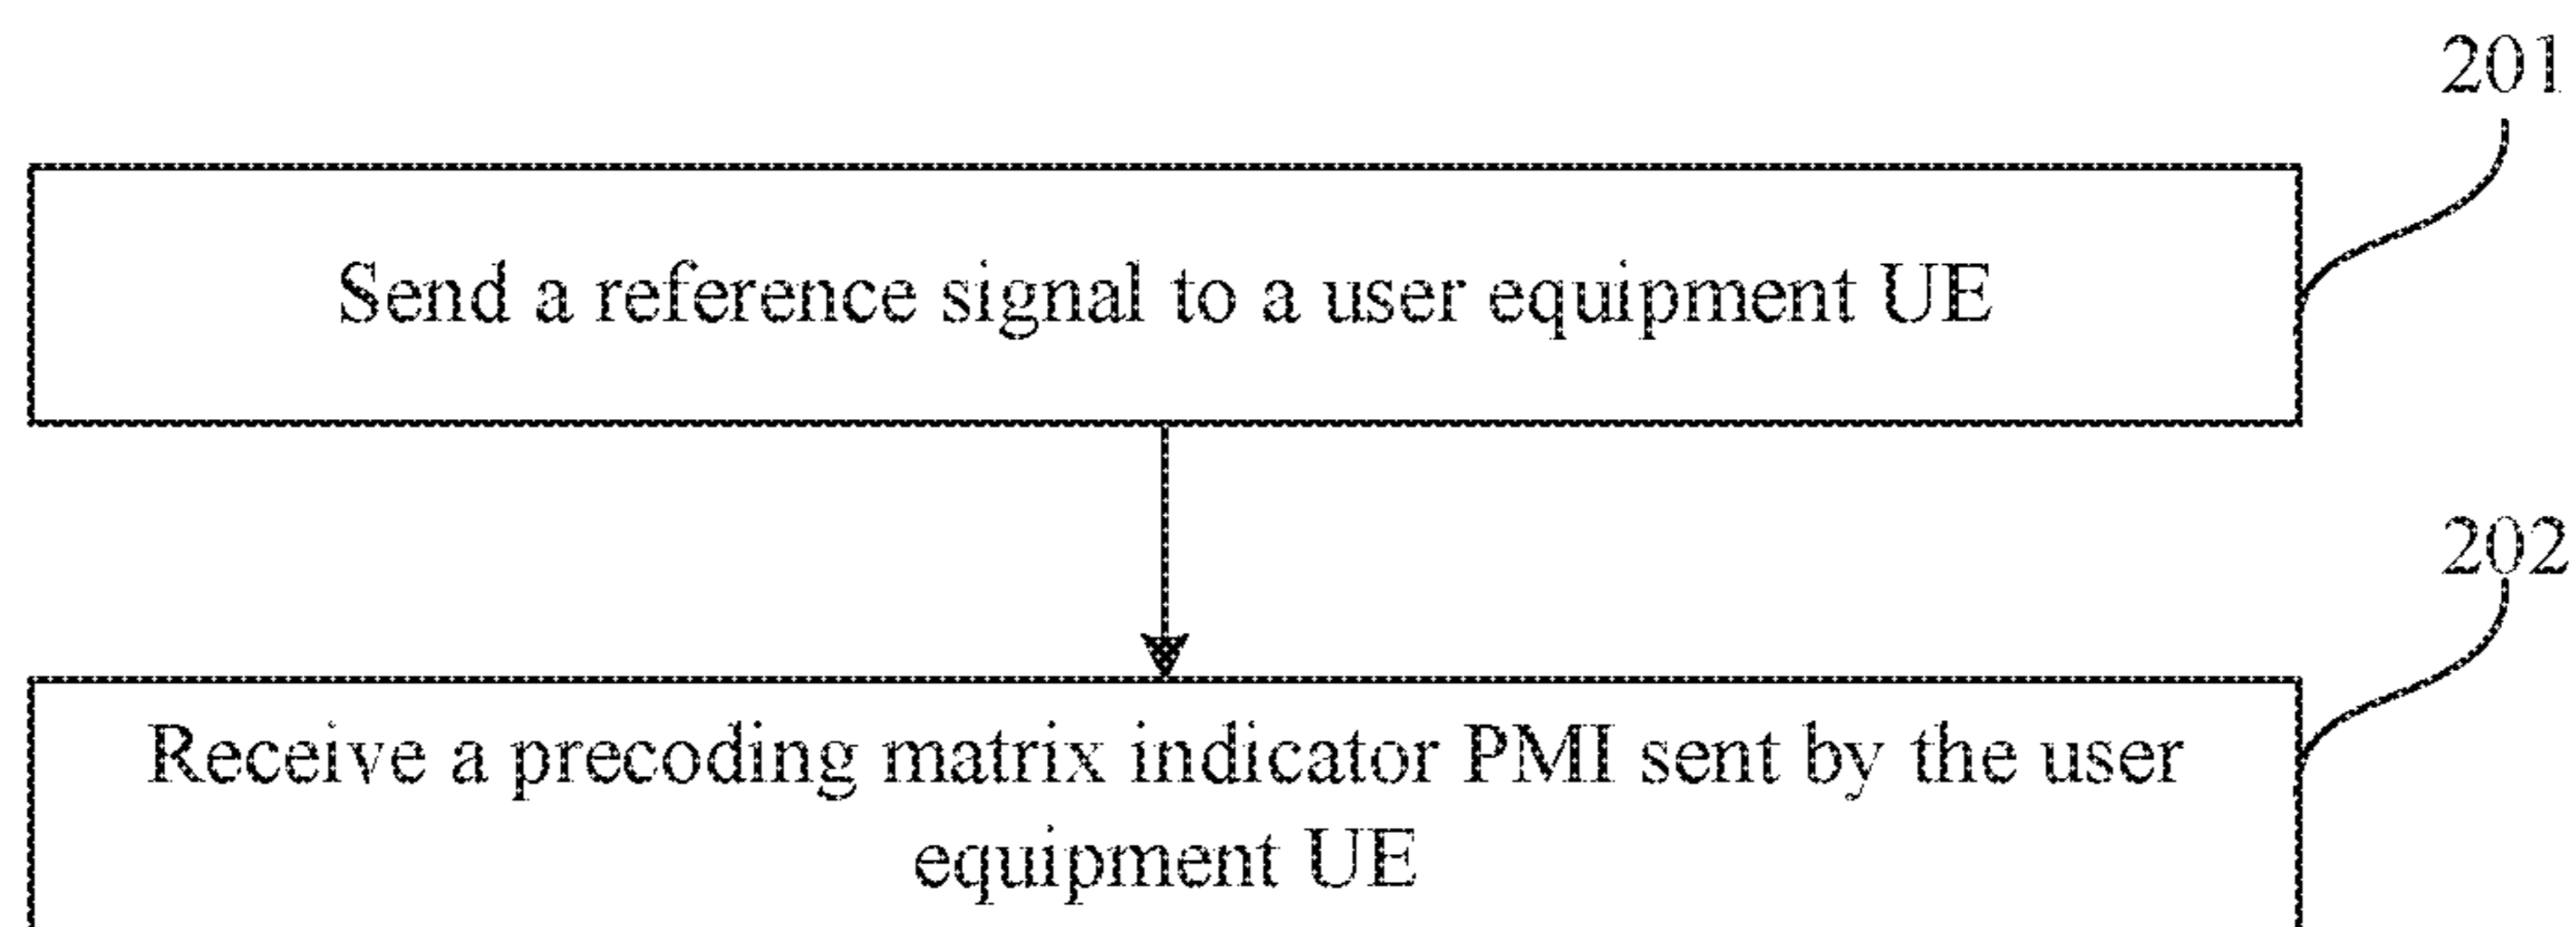 201
Send a reference signal to a user equipment UE
202
Receive a precoding matrix indicator PMI sent by the user
equipment UE